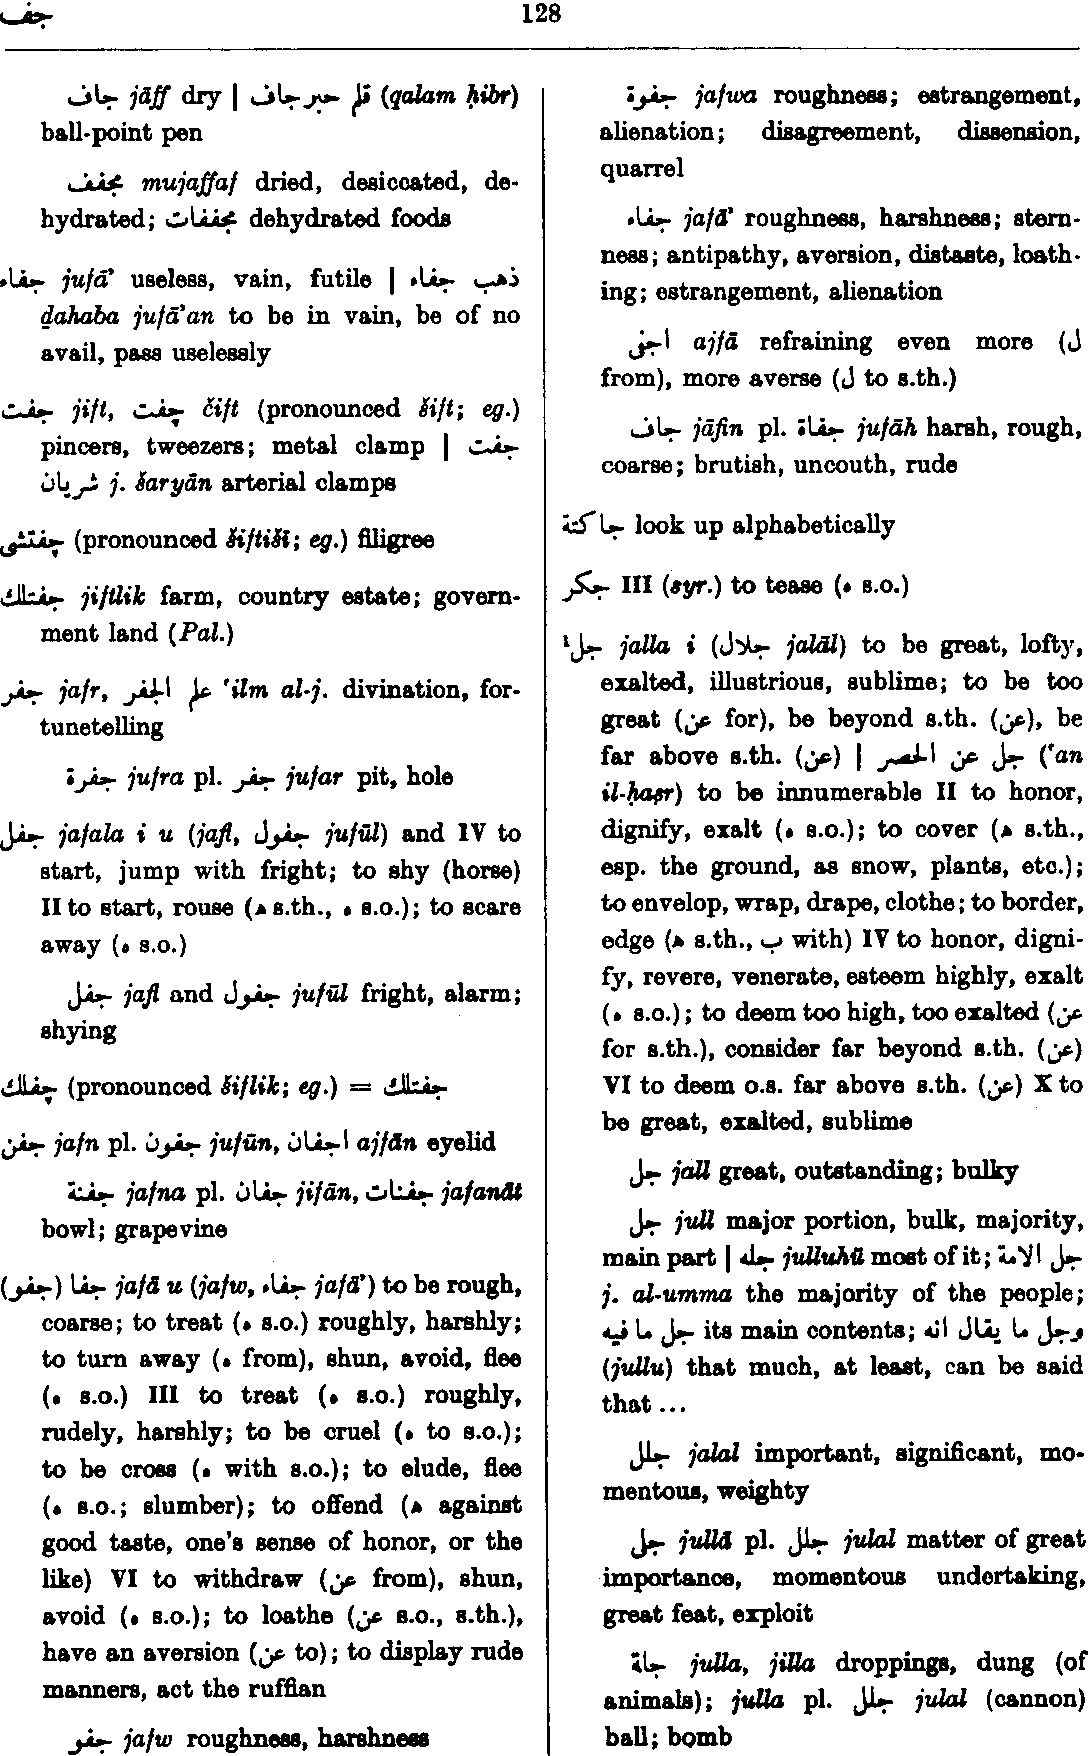 جف
128
جاف jāff dry | قلم حبر جاف (qalam ḥibr)
ball-point pen
مجفف mujaffaf dried, desiccated, de-
hydrated; مجففات dehydrated foods
جفاء jufā’ useless, vain, futile | ذهب جفاء
ḏahaba jufā’an to be in vain, be of no
avail, pass uselessly
جفت jift, چفت čift (pronounced šift; eg.)
pincers, tweezers; metal clamp | جفت
شريان j. šaryān arterial clamps
چفتشى (pronounced šiftišī; eg.) filigree
جفتلك jiftlik farm, country estate; govern-
ment land (Pal.)
جفر jafr, علم الجفر ‘ilm al-j. divination, for-
tunetelling
جفرة jufra pl. جفر jufar pit, hole
جفل jafala i u (jafl, جفول jufūl) and IV to
start, jump with fright; to shy (horse)
II to start, rouse (ه s.th., ه s.o.); to scare
away (ه s.o.)
جفل jafl and جفول jufūl fright, alarm;
shying
چفلك (pronounced šiflik; eg.) = جفتلك
جفن jafn pl. جفون jufūn, اجفان ajfān eyelid
جفنة jafna pl. جفان jifān, جفنات jafanāt
bowl; grapevine
(جفو) جفا jafā u (jafw, جفاء jafā’) to be rough,
coarse; to treat (ه s.o.) roughly, harshly;
to turn away (ه from), shun, avoid, flee
(ه s.o.) III to treat (ه s.o.) roughly,
rudely, harshly; to be cruel (ه to s.o.);
to be cross (ه with s.o.); to elude, flee
(ه s.o.; slumber); to offend (ه against
good taste, one’s sense of honor, or the
like) VI to withdraw (عن from), shun,
avoid (ه s.o.); to loathe (عن s.o., s.th.),
have an aversion (عن to); to display rude
manners, act the ruffian
جفو jafw roughness, harshness
جفوة jafwa roughness; estrangement,
alienation; disagreement, dissension,
quarrel
جفاء jafā’ roughness, harshness; stern-
ness; antipathy, aversion, distaste, loath-
ing; estrangement, alienation
اجفى ajfā refraining even more (ل
from), more averse (ل to s.th.)
جاف jāfin pl. جفاة jufāh harsh, rough,
coarse; brutish, uncouth, rude
جاكتة look up alphabetically
جكر III (syr.) to tease (ه s.o.)
¹جل jalla i (جلال jalāl) to be great, lofty,
exalted, illustrious, sublime; to be too
great (عن for), be beyond s.th. (عن), be
far above s.th. (عن) | جل عن الحصر (‘an
il-ḥaṣr) to be innumerable II to honor,
dignify, exalt (ه s.o.); to cover (ه s.th.,
esp. the ground, as snow, plants, etc.);
to envelop, wrap, drape, clothe; to border,
edge (ه s.th., ب with) IV to honor, digni-
fy, revere, venerate, esteem highly, exalt
(ه s.o.); to deem too high, too exalted (عن
for s.th.), consider far beyond s.th. (عن)
VI to deem o.s. far above s.th. (عن) X to
be great, exalted, sublime
جل jall great, outstanding; bulky
جل jull major portion, bulk, majority,
main part | جله julluhū most of it; جل الامة
j. al-umma the majority of the people;
جل ما فيه its main contents; وجل ما يقال انه
(jullu) that much, at least, can be said
that ...
جلل jalal important, significant, mo-
mentous, weighty
جل jullā pl. جلل julal matter of great
importance, momentous undertaking,
great feat, exploit
جلة julla, jilla droppings, dung (of
animals); julla pl. جلل julal (cannon)
ball; bomb